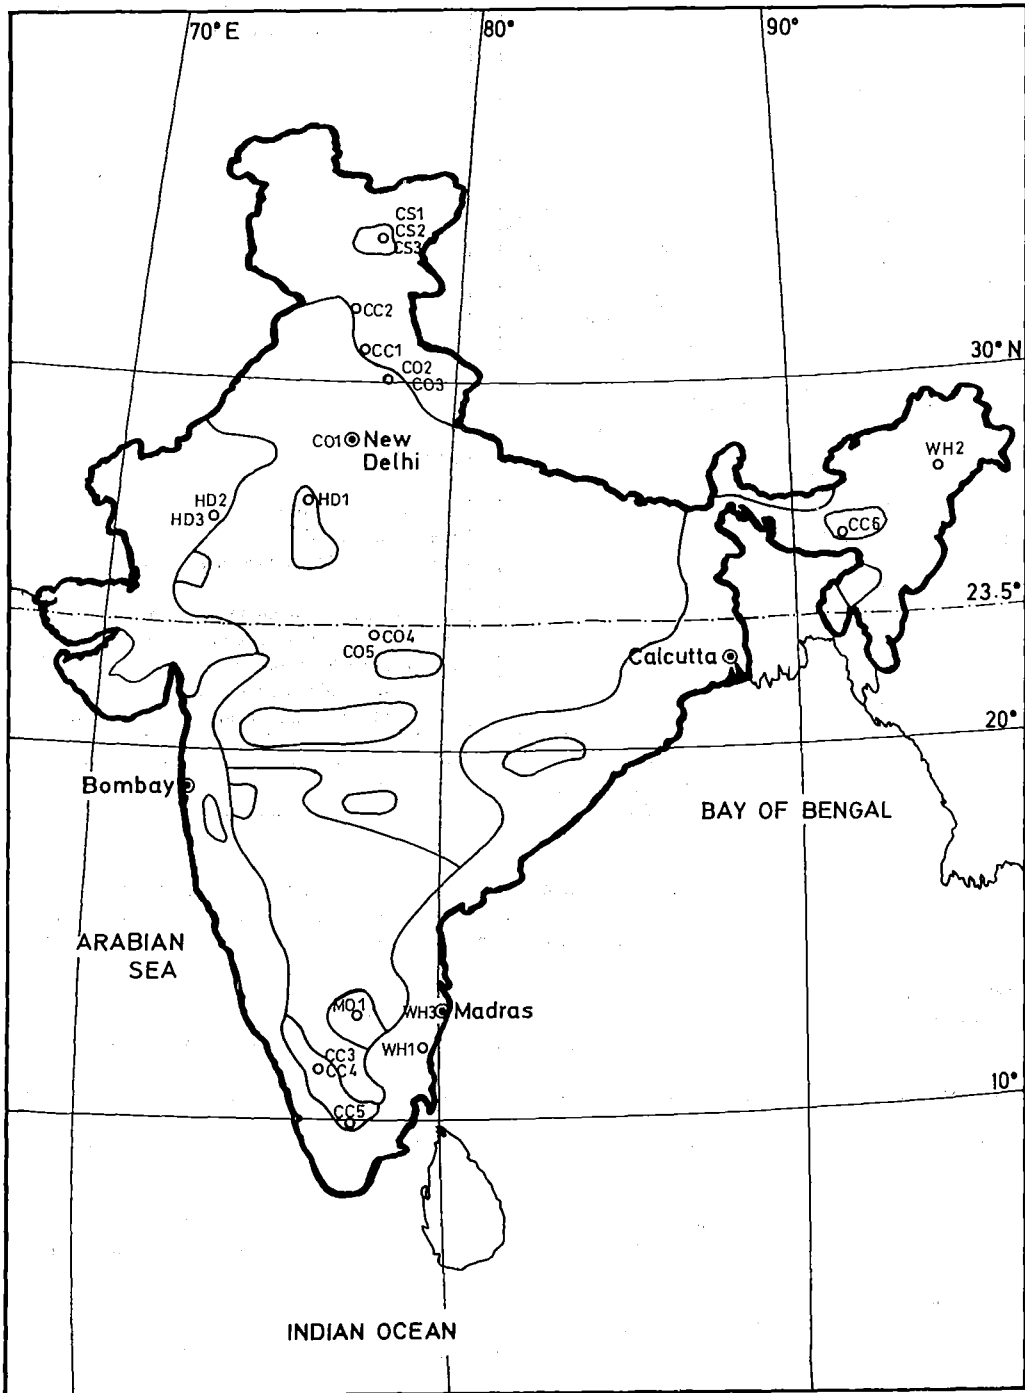 70° E
80°
90°
CS1
CS2
CS3
CC2
CC1
30° N
CO2
CO3
CO1
New
Delhi
WH2
HD2
HD3
HD1
CC6
23.5°
CO4
CO5
Calcutta
20°
Bombay
BAY OF BENGAL
ARABIAN
SEA
MO1
WH3
Madras
WH1
CC3
CC4
10°
CC5
INDIAN OCEAN